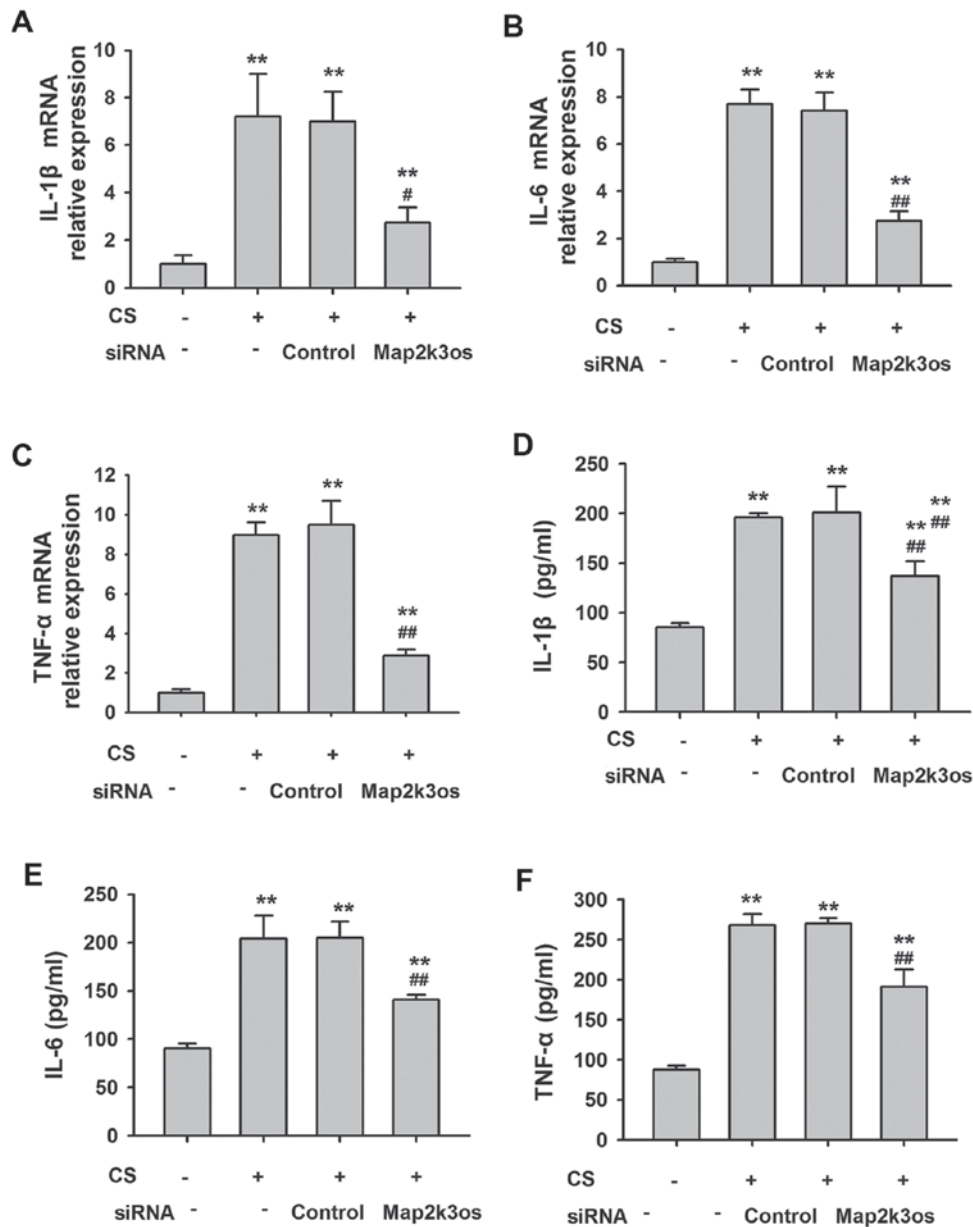 A
IL-1β mRNA
relative expression
10
8
6
4
2
0
**
**
**
#
CS - + + +
siRNA - - Control Map2k3os
B
IL-6 mRNA
relative expression
10
8
6
4
2
0
**
**
**
##
CS - + + +
siRNA - - Control Map2k3os
C
TNF-α mRNA
relative expression
12
10
8
6
4
2
0
**
**
**
##
CS - + + +
siRNA - - Control Map2k3os
D
IL-1β (pg/ml)
250
200
150
100
50
0
**
**
**
##
**
##
CS - + + +
siRNA - - Control Map2k3os
E
IL-6 (pg/ml)
250
200
150
100
50
0
**
**
**
##
CS - + + +
siRNA - - Control Map2k3os
F
TNF-α (pg/ml)
300
250
200
150
100
50
0
**
**
**
##
CS - + + +
siRNA - - Control Map2k3os